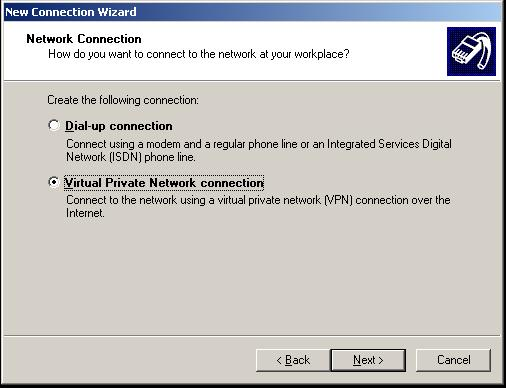 New Connection Wizard
Network Connection
How do you want to connect to the network at your workplace?
Create the following connection:
Dial-up connection
Connect using a modem and a regular phone line or an Integrated Services Digital
Network (ISDN) phone line.
Virtual Private Network connection
Connect to the network using a virtual private network (VPN) connection over the
Internet.
< Back
Next >
Cancel